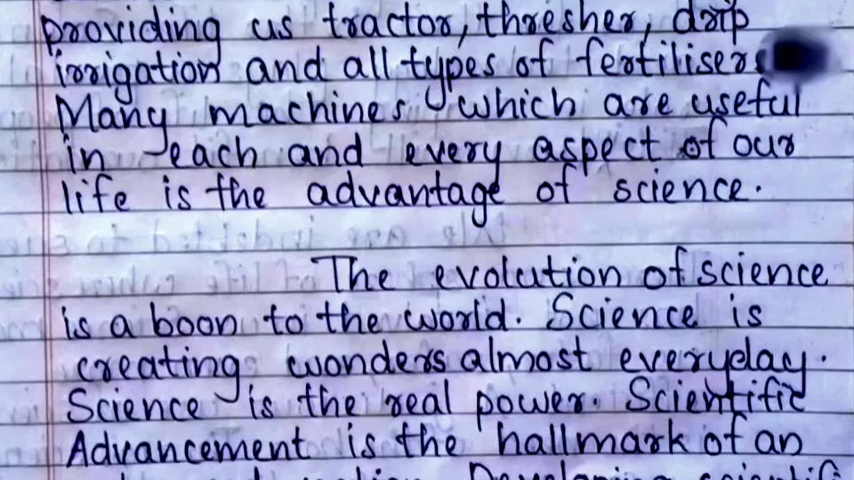 providing us tractor, thresher, drip
irrigation and all types of fertilisers
Many machines which are useful
in each and every aspect of our
life is the advantage of science.
The evolution of science
is a boon to the world. Science is
creating wonders almost everyday.
Science is the real power. Scientific
Advancement is the hallmark of an
Developing